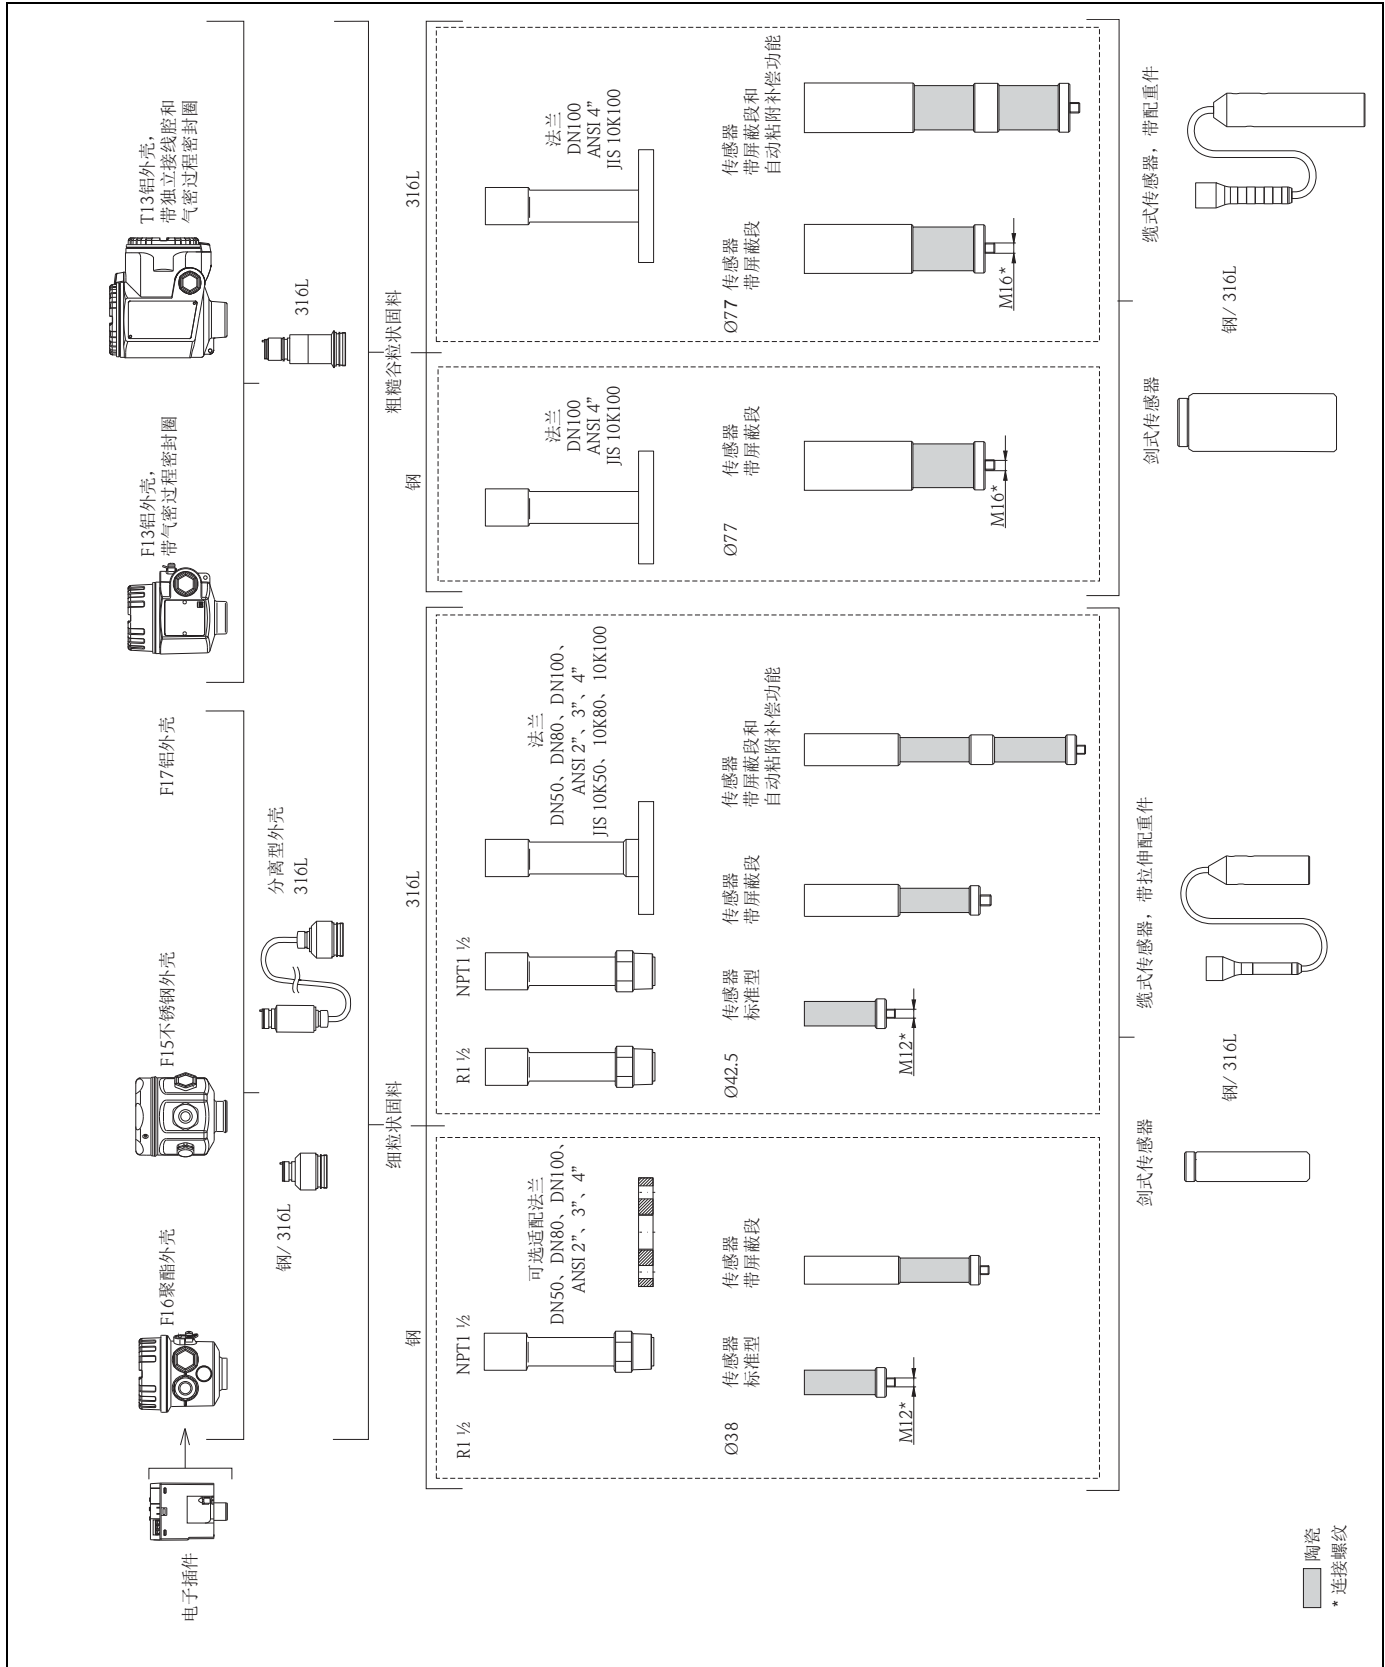 电子插件
F16聚酯外壳
F15不锈钢外壳
F17铝外壳
F13铝外壳，
带气密过程密封圈
T13铝外壳，
带独立接线腔和
气密过程密封圈
钢/ 316L
分离型外壳
316L
316L
细粒状固料
粗糙谷粒状固料
钢
316L
钢
316L
R1 ½
NPT1 ½
可选适配法兰
DN50、DN80、DN100、
ANSI 2”、3”、4”
R1 ½
NPT1 ½
法兰
DN50、DN80、DN100、
ANSI 2”、3”、4”
JIS 10K50、10K80、10K100
法兰
DN100
ANSI 4”
JIS 10K100
法兰
DN100
ANSI 4”
JIS 10K100
Ø38
传感器
标准型
传感器
带屏蔽段
Ø42.5
传感器
标准型
传感器
带屏蔽段
传感器
带屏蔽段和
自动粘附补偿功能
Ø77
传感器
带屏蔽段
Ø77
传感器
带屏蔽段
传感器
带屏蔽段和
自动粘附补偿功能
M12*
M12*
M16*
M16*
剑式传感器
钢/ 316L
缆式传感器，带拉伸配重件
剑式传感器
钢/ 316L
缆式传感器，带配重件
陶瓷
* 连接螺纹